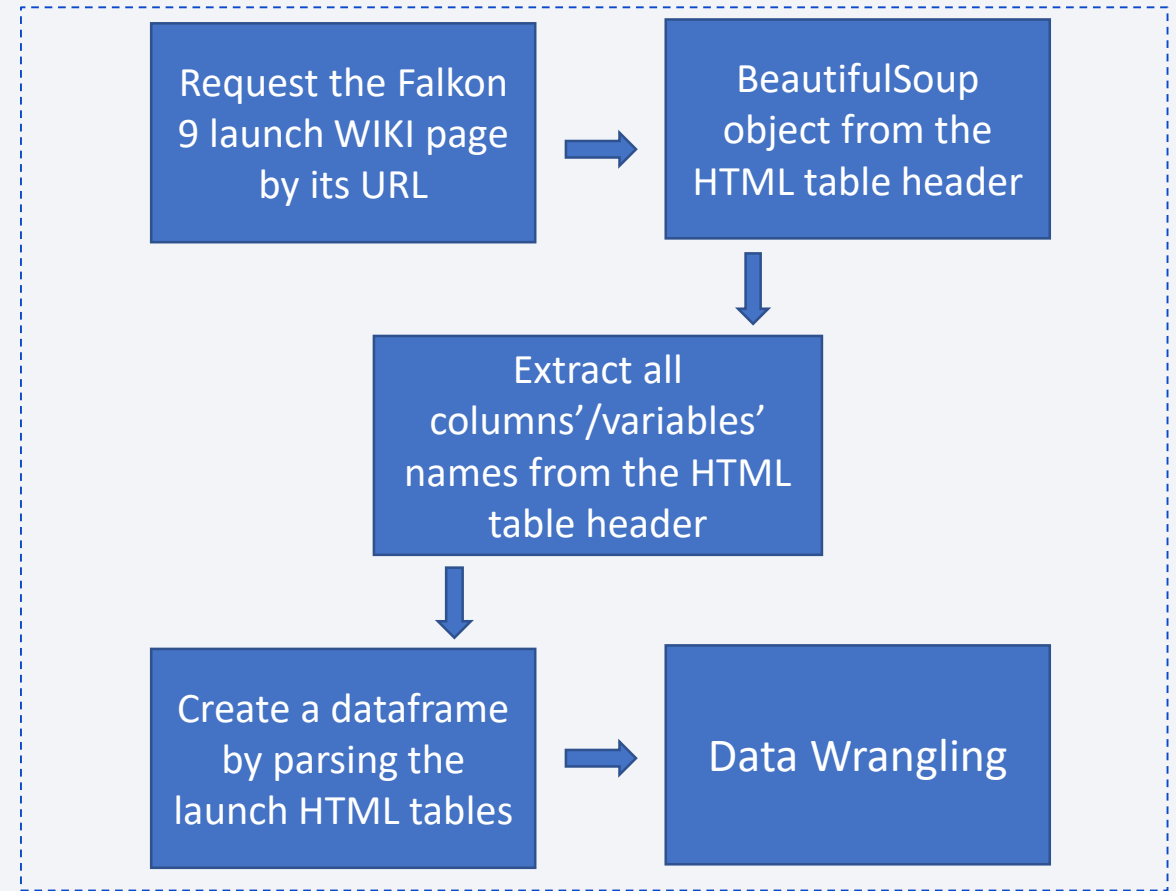 Request the Falkon
9 launch WIKI page
by its URL
BeautifulSoup
object from the
HTML table header
Extract all
columns’/variables’
names from the HTML
table header
Create a dataframe
by parsing the
launch HTML tables
Data Wrangling